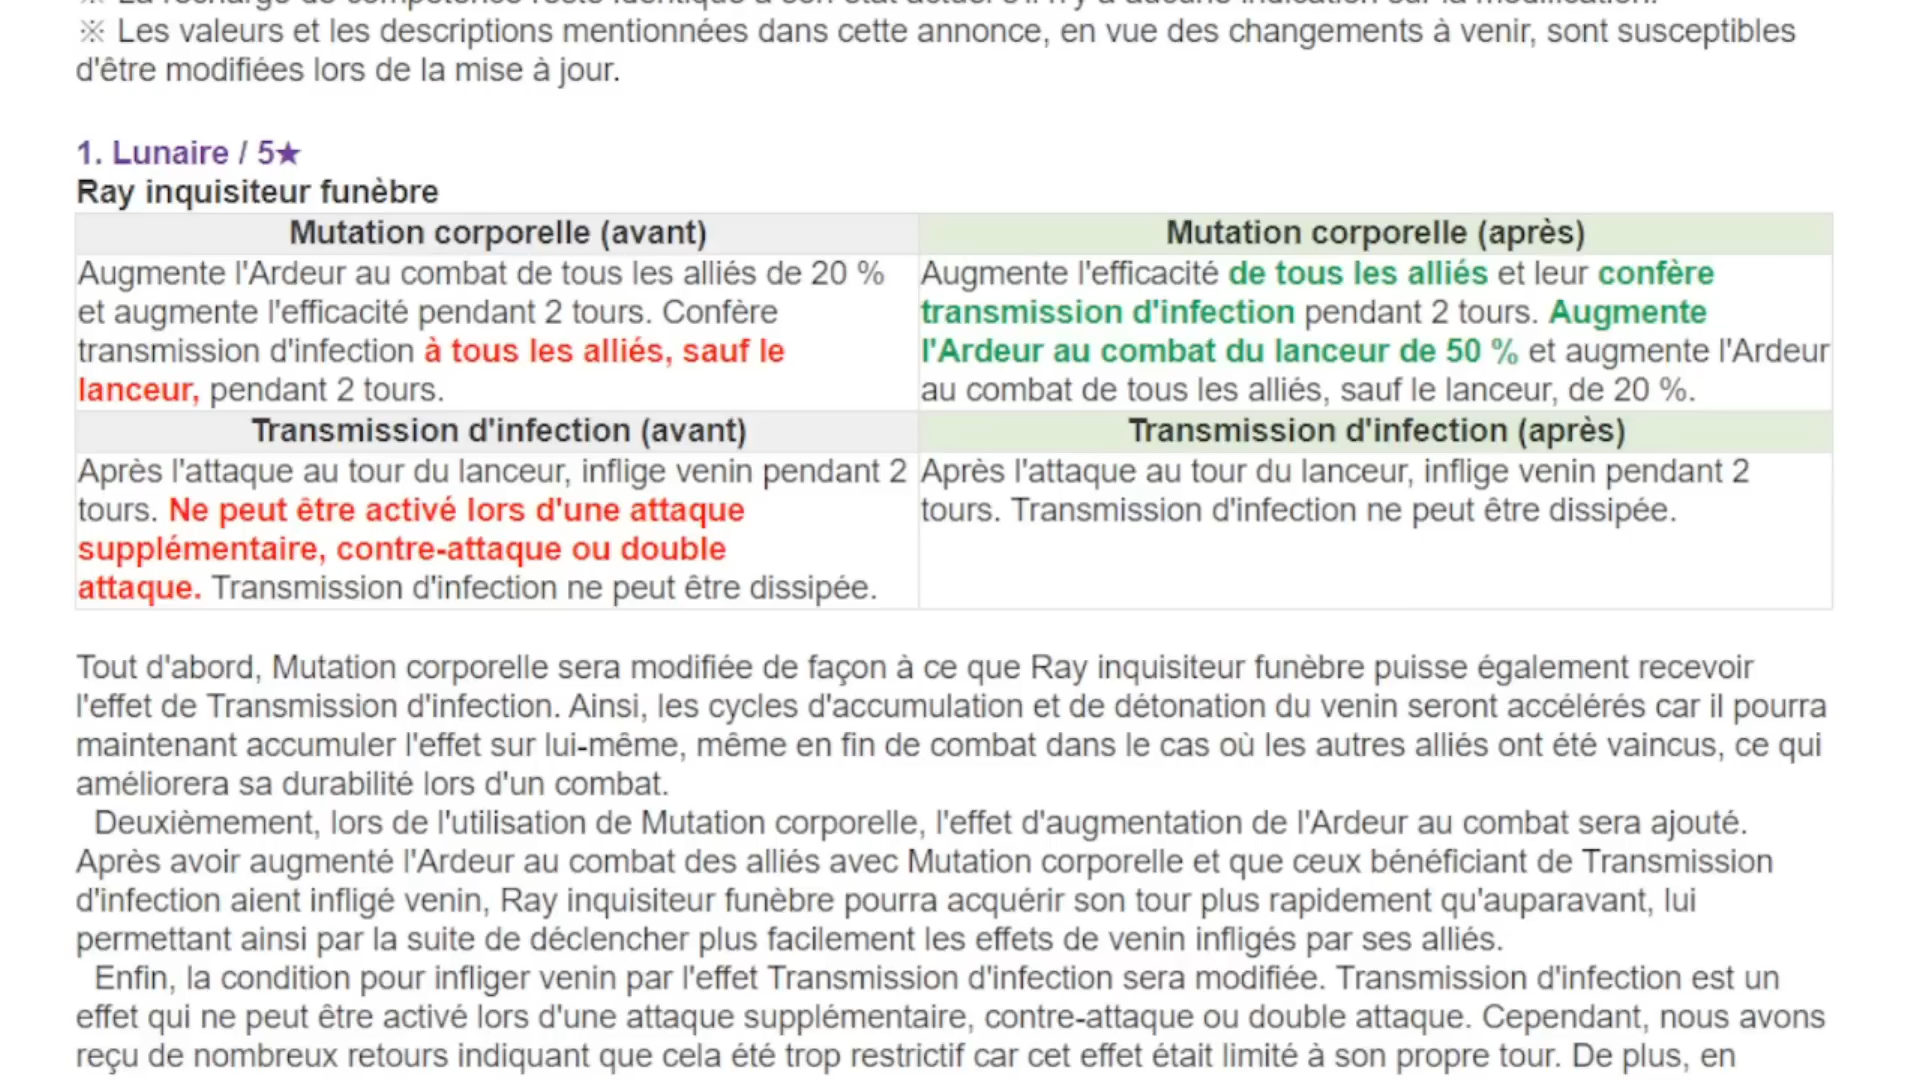 ※ La recharge de compétence reste identique à son état actuel s'il n'y a aucune indication sur la modification.
※ Les valeurs et les descriptions mentionnées dans cette annonce, en vue des changements à venir, sont susceptibles
d'être modifiées lors de la mise à jour.
1. Lunaire / 5★
Ray inquisiteur funèbre
Mutation corporelle (avant)
Augmente l'Ardeur au combat de tous les alliés de 20 %
et augmente l'efficacité pendant 2 tours. Confère
transmission d'infection à tous les alliés, sauf le
lanceur, pendant 2 tours.
Mutation corporelle (après)
Augmente l'efficacité de tous les alliés et leur confère
transmission d'infection pendant 2 tours. Augmente
l'Ardeur au combat du lanceur de 50 % et augmente l'Ardeur
au combat de tous les alliés, sauf le lanceur, de 20 %.
Transmission d'infection (avant)
Après l'attaque au tour du lanceur, inflige venin pendant 2
tours. Ne peut être activé lors d'une attaque
supplémentaire, contre-attaque ou double
attaque. Transmission d'infection ne peut être dissipée.
Transmission d'infection (après)
Après l'attaque au tour du lanceur, inflige venin pendant 2
tours. Transmission d'infection ne peut être dissipée.
Tout d'abord, Mutation corporelle sera modifiée de façon à ce que Ray inquisiteur funèbre puisse également recevoir
l'effet de Transmission d'infection. Ainsi, les cycles d'accumulation et de détonation du venin seront accélérés car il pourra
maintenant accumuler l'effet sur lui-même, même en fin de combat dans le cas où les autres alliés ont été vaincus, ce qui
améliorera sa durabilité lors d'un combat.
Deuxièmement, lors de l'utilisation de Mutation corporelle, l'effet d'augmentation de l'Ardeur au combat sera ajouté.
Après avoir augmenté l'Ardeur au combat des alliés avec Mutation corporelle et que ceux bénéficiant de Transmission
d'infection aient infligé venin, Ray inquisiteur funèbre pourra acquérir son tour plus rapidement qu'auparavant, lui
permettant ainsi par la suite de déclencher plus facilement les effets de venin infligés par ses alliés.
Enfin, la condition pour infliger venin par l'effet Transmission d'infection sera modifiée. Transmission d'infection est un
effet qui ne peut être activé lors d'une attaque supplémentaire, contre-attaque ou double attaque. Cependant, nous avons
reçu de nombreux retours indiquant que cela été trop restrictif car cet effet était limité à son propre tour. De plus, en